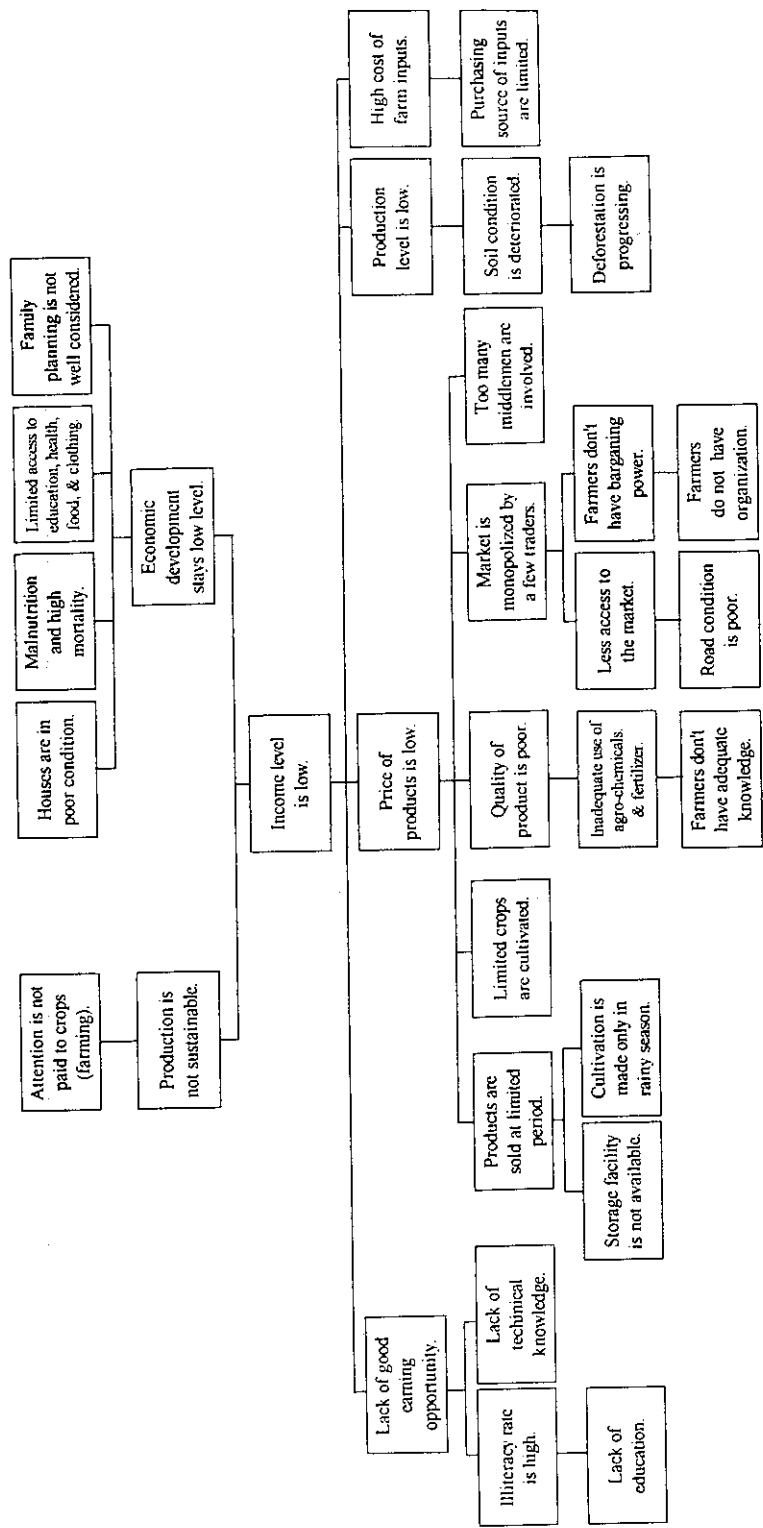 Attention is not
paid to crops
(farming).
Houses are in
poor condition.
Malnutrition
and high
mortality.
Limited access to
education, health,
food, & clothing.
Family
planning is not
well considered.
Production is
not sustainable.
Economic
development
stays low level.
Income level
is low.
Lack of good
earning
opportunity.
Price of
products is low.
Production
level is low.
High cost of
farm inputs.
Illiteracy rate
is high.
Lack of
techinical
knowledge.
Products are
sold at limited
period.
Limited crops
are cultivated.
Quality of
product is poor.
Market is
monopolized by
a few traders.
Too many
middlemen are
involved.
Soil condition
is deteriorated.
Purchasing
source of inputs
are limited.
Lack of
education.
Storage facility
is not available.
Cultivation is
made only in
rainy season.
Inadequate use of
agro-chemicals.
& fertilizer.
Less access to
the market.
Farmers don't
have barganing
power.
Deforestation is
progressing.
Farmers don't
have adequate
knowledge.
Road condition
is poor.
Farmers
do not have
organization.